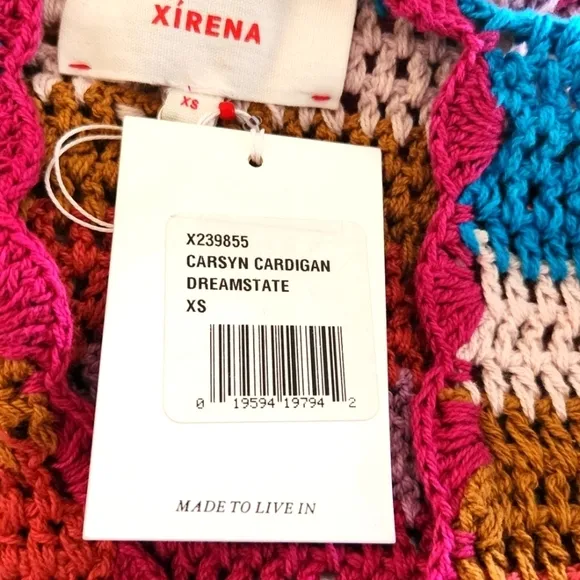 XÍRENA
XS
X239855
CARSYN CARDIGAN
DREAMSTATE
XS
0 19594 19794 2
MADE TO LIVE IN